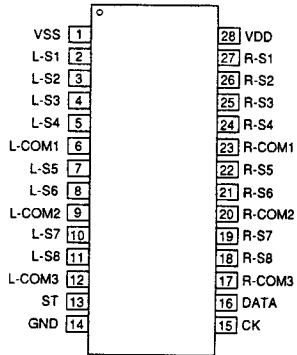 VSS 1 28 VDD
L-S1 2 27 R-S1
L-S2 3 26 R-S2
L-S3 4 25 R-S3
L-S4 5 24 R-S4
L-COM1 6 23 R-COM1
L-S5 7 22 R-S5
L-S6 8 21 R-S6
L-COM2 9 20 R-COM2
L-S7 10 19 R-S7
L-S8 11 18 R-S8
L-COM3 12 17 R-COM3
ST 13 16 DATA
GND 14 15 CK